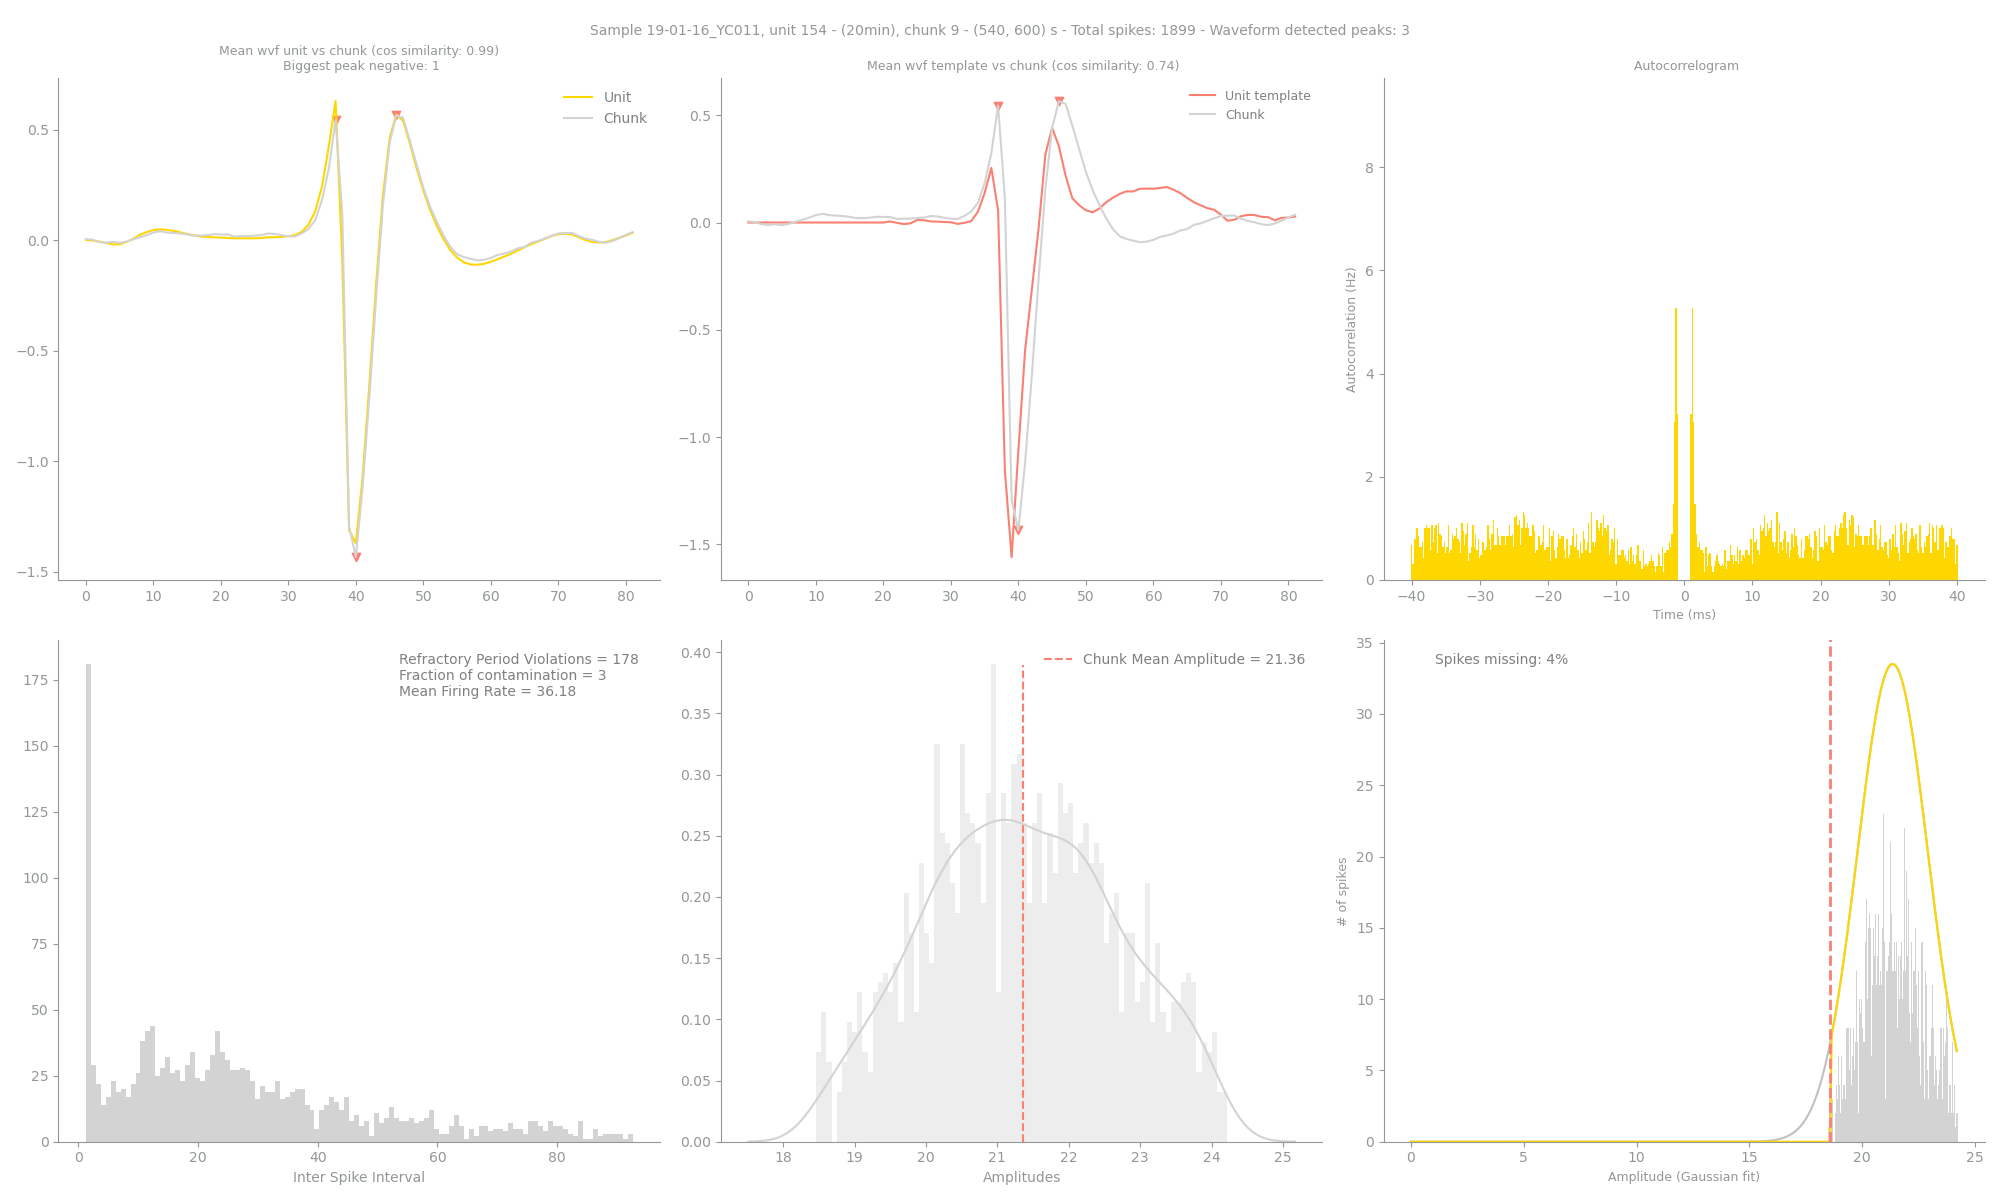 Sample 19-01-16_YC011, unit 154 - (20min), chunk 9 - (540, 600) s - Total spikes: 1899 - Waveform detected peaks: 3
Mean wvf unit vs chunk (cos similarity: 0.99)
Biggest peak negative: 1
Unit
Chunk
0.5
0.0
−0.5
−1.0
−1.5
0 10 20 30 40 50 60 70 80
Mean wvf template vs chunk (cos similarity: 0.74)
Unit template
Chunk
0.5
0.0
−0.5
−1.0
−1.5
0 10 20 30 40 50 60 70 80
Autocorrelogram
Autocorrelation (Hz)
8
6
4
2
0
−40 −30 −20 −10 0 10 20 30 40
Time (ms)
Refractory Period Violations = 178
Fraction of contamination = 3
Mean Firing Rate = 36.18
175
150
125
100
75
50
25
0
0 20 40 60 80
Inter Spike Interval
Chunk Mean Amplitude = 21.36
0.40
0.35
0.30
0.25
0.20
0.15
0.10
0.05
0.00
18 19 20 21 22 23 24 25
Amplitudes
Spikes missing: 4%
# of spikes
35
30
25
20
15
10
5
0
0 5 10 15 20 25
Amplitude (Gaussian fit)